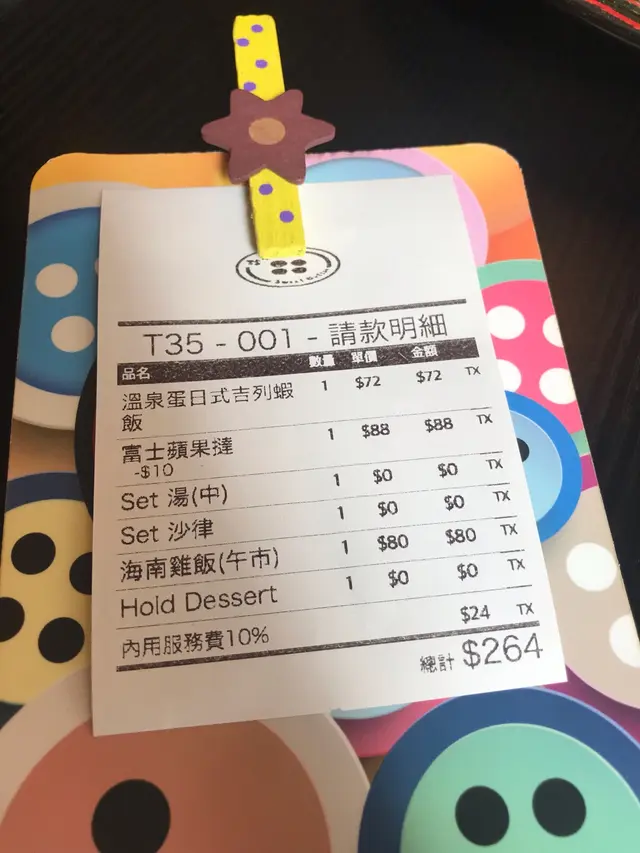 T35 - 001 - 請款明細
品名 數量 單價 金額
溫泉蛋日式吉列蝦飯 1 $72 $72 TX
富士蘋果撻 1 $88 $88 TX
-$10
Set 湯(中) 1 $0 $0 TX
Set 沙律 1 $0 $0 TX
海南雞飯(午市) 1 $80 $80 TX
Hold Dessert 1 $0 $0 TX
內用服務費10% $24 TX
總計 $264